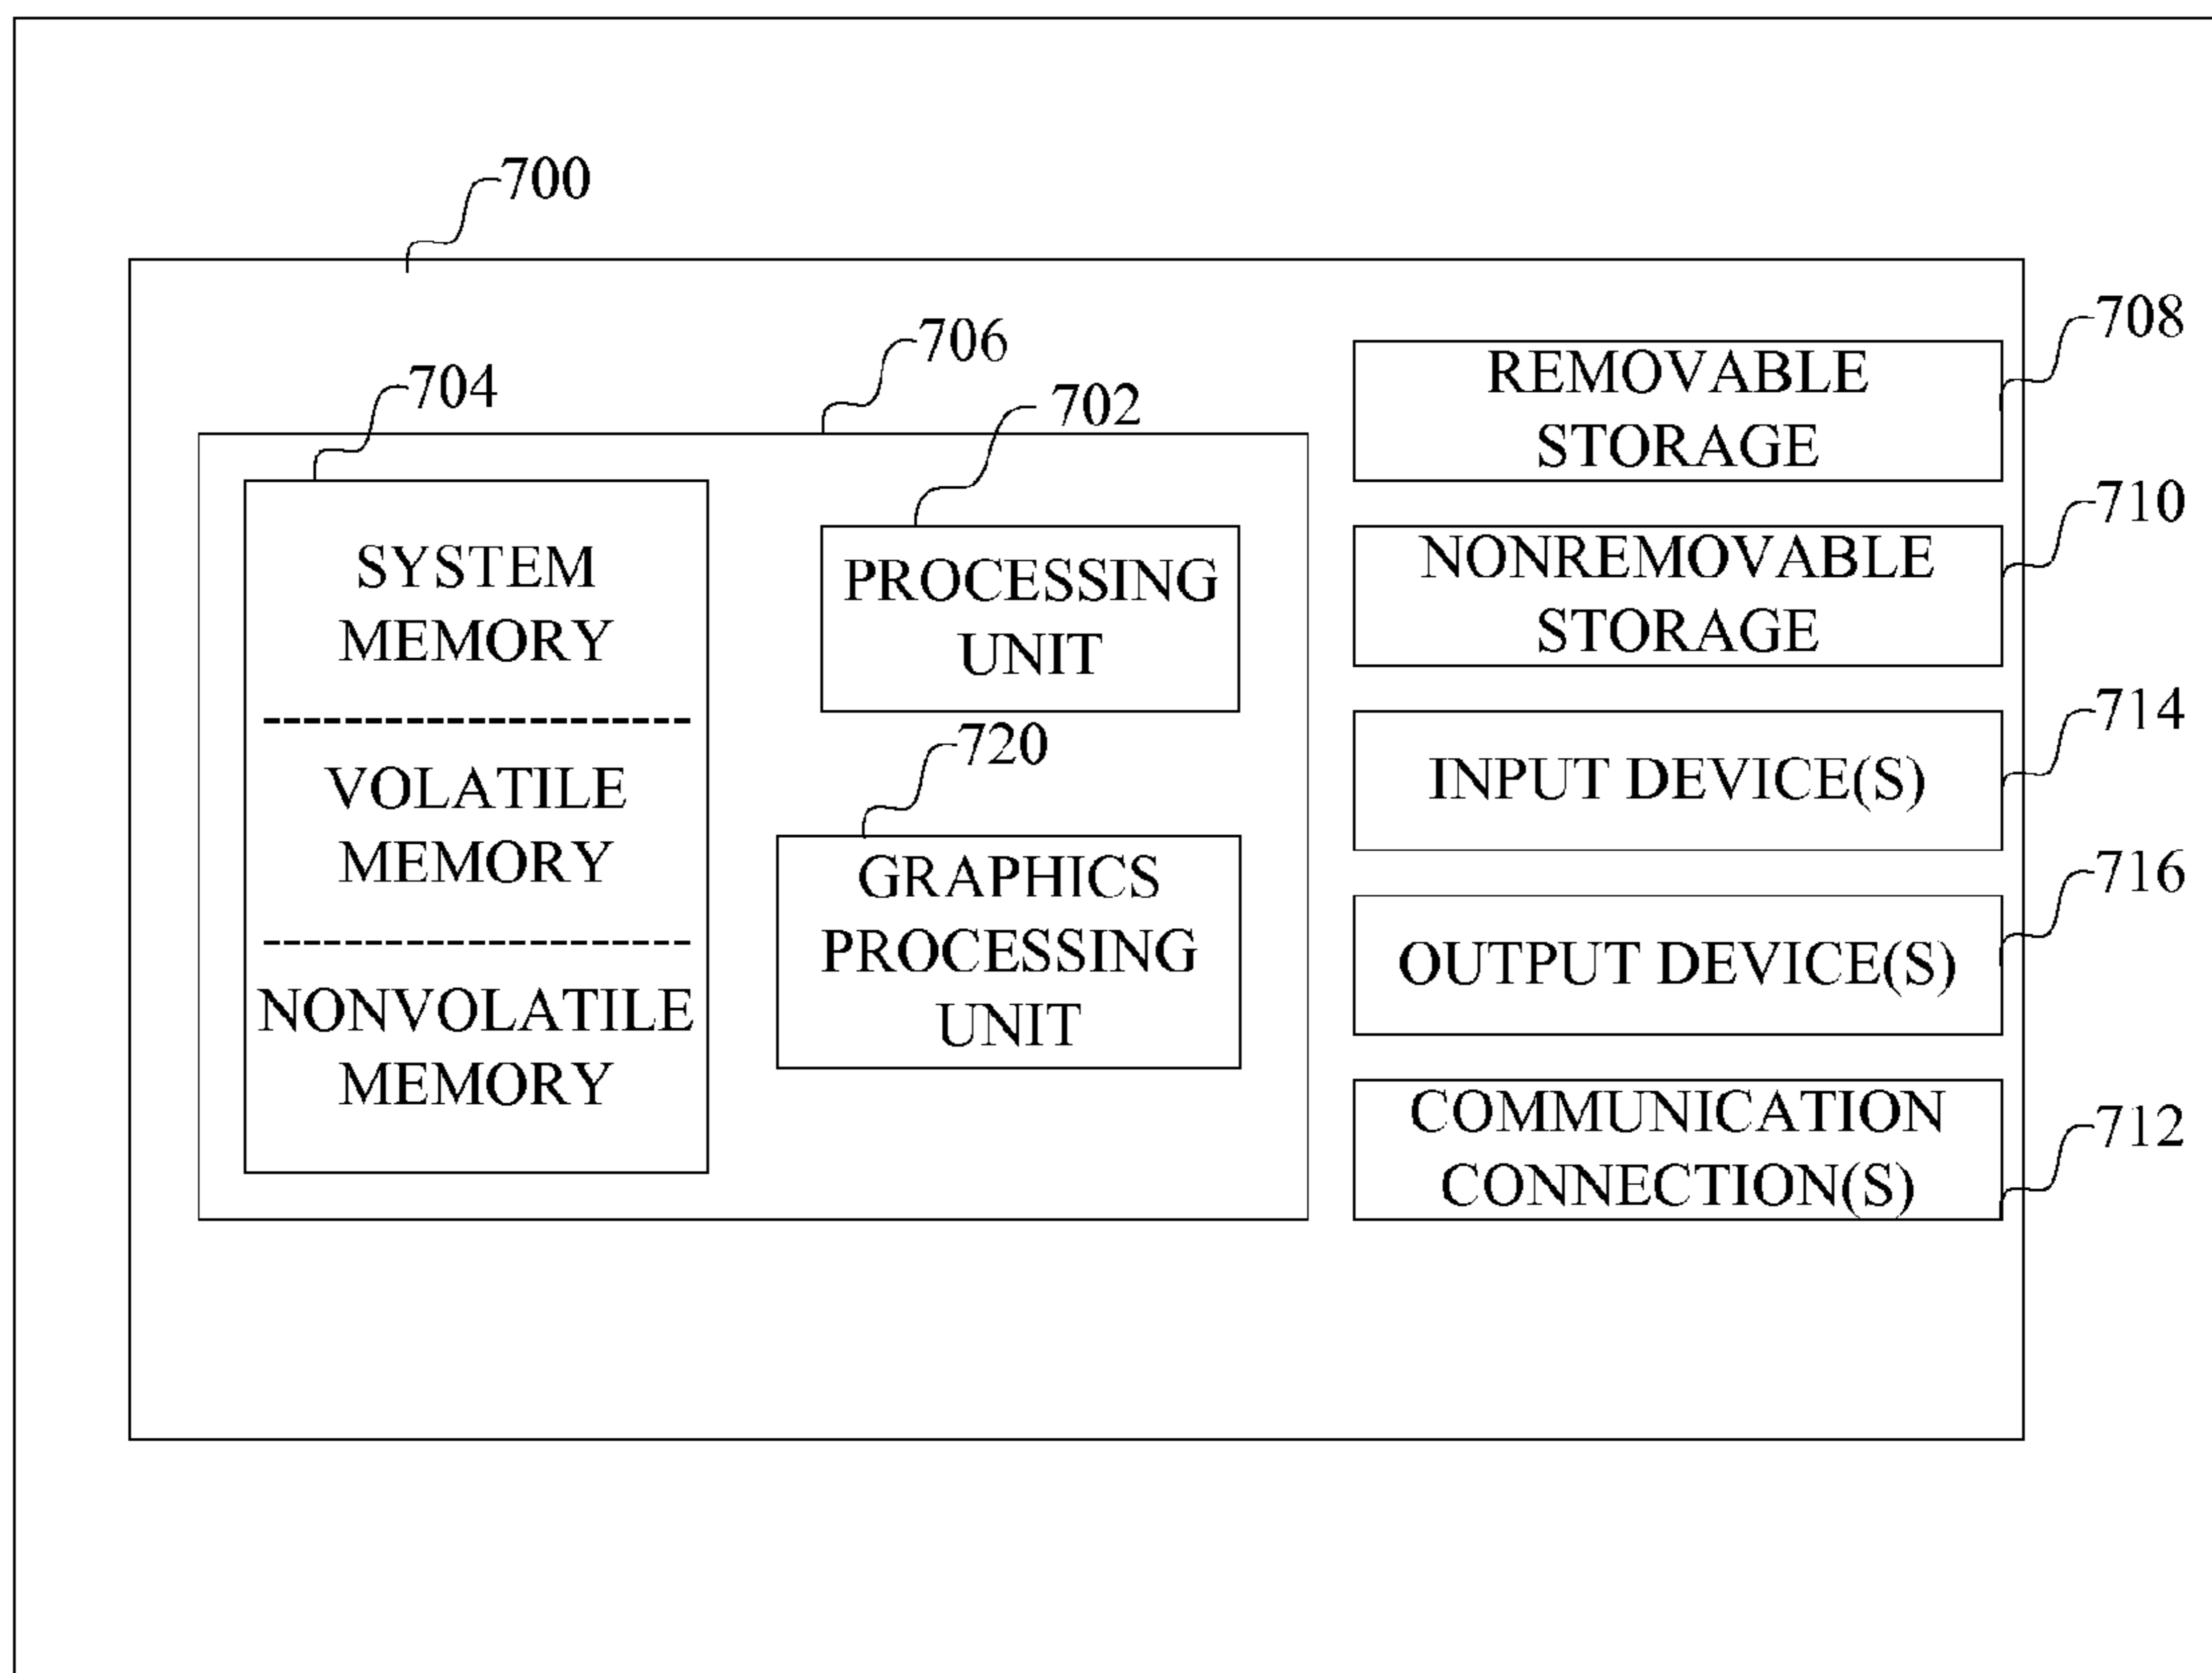 700
706
704
702
SYSTEM
MEMORY
VOLATILE
MEMORY
NONVOLATILE
MEMORY
PROCESSING
UNIT
720
GRAPHICS
PROCESSING
UNIT
708
REMOVABLE
STORAGE
710
NONREMOVABLE
STORAGE
714
INPUT DEVICE(S)
716
OUTPUT DEVICE(S)
712
COMMUNICATION
CONNECTION(S)